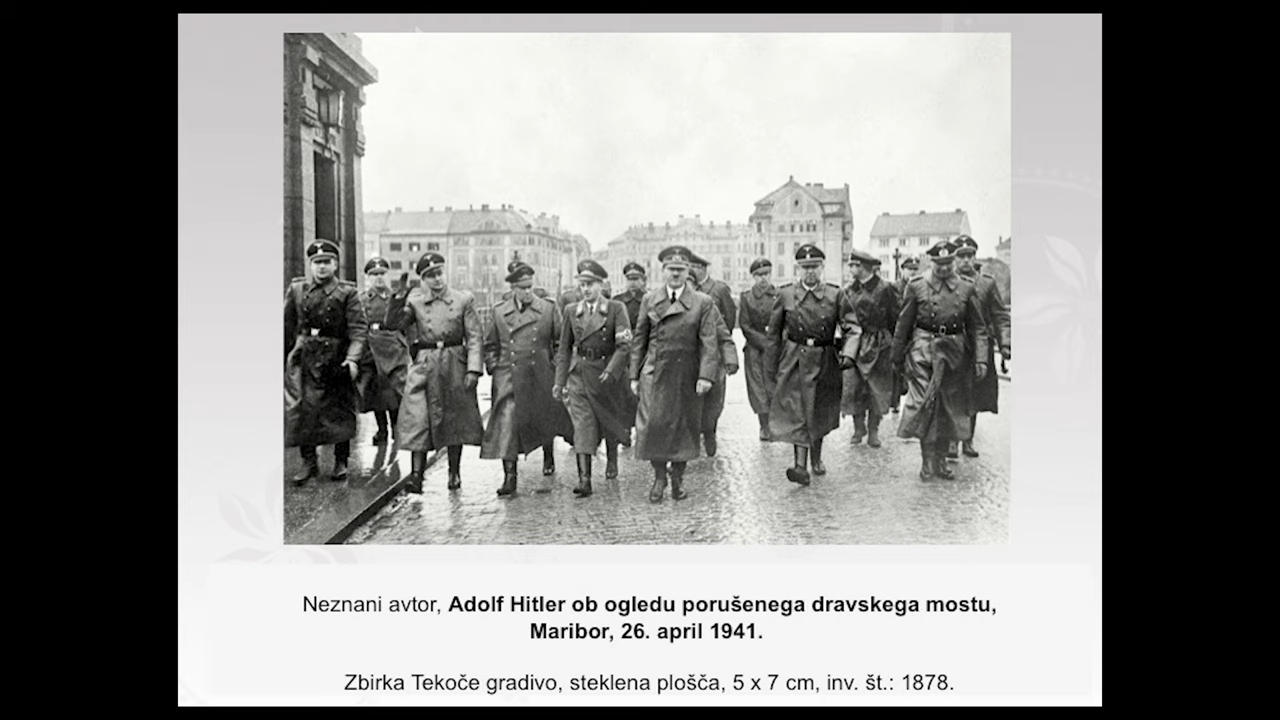 Neznani avtor, Adolf Hitler ob ogledu porušenega dravskega mostu,
Maribor, 26. april 1941.
Zbirka Tekoče gradivo, steklena plošča, 5 x 7 cm, inv. št.: 1878.